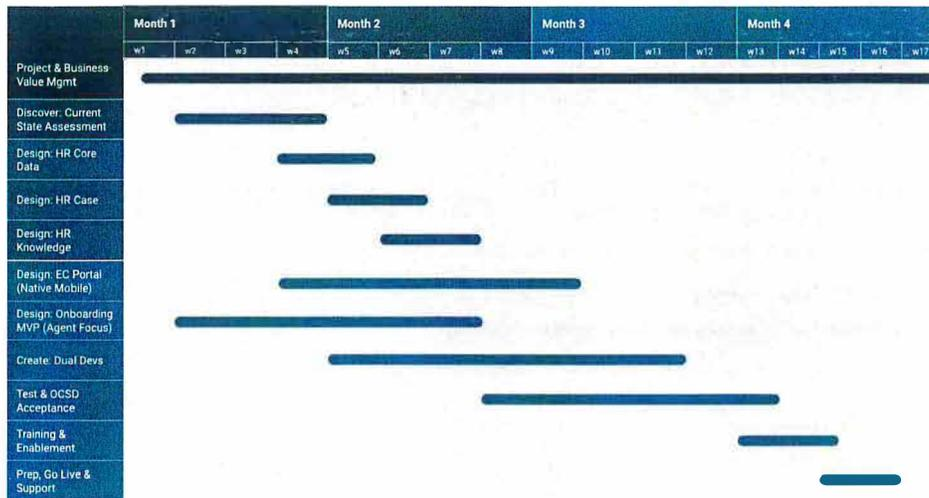 Month 1 Month 2 Month 3 Month 4
w1 w2 w3 w4 w5 w6 w7 w8 w9 w10 w11 w12 w13 w14 w15 w16 w17
Project & Business
Value Mgmt
Discover: Current
State Assessment
Design: HR Core
Data
Design: HR Case
Design: HR
Knowledge
Design: EC Portal
(Native Mobile)
Design: Onboarding
MVP (Agent Focus)
Create: Dual Devs
Test & OCSD
Acceptance
Training &
Enablement
Prep, Go Live &
Support